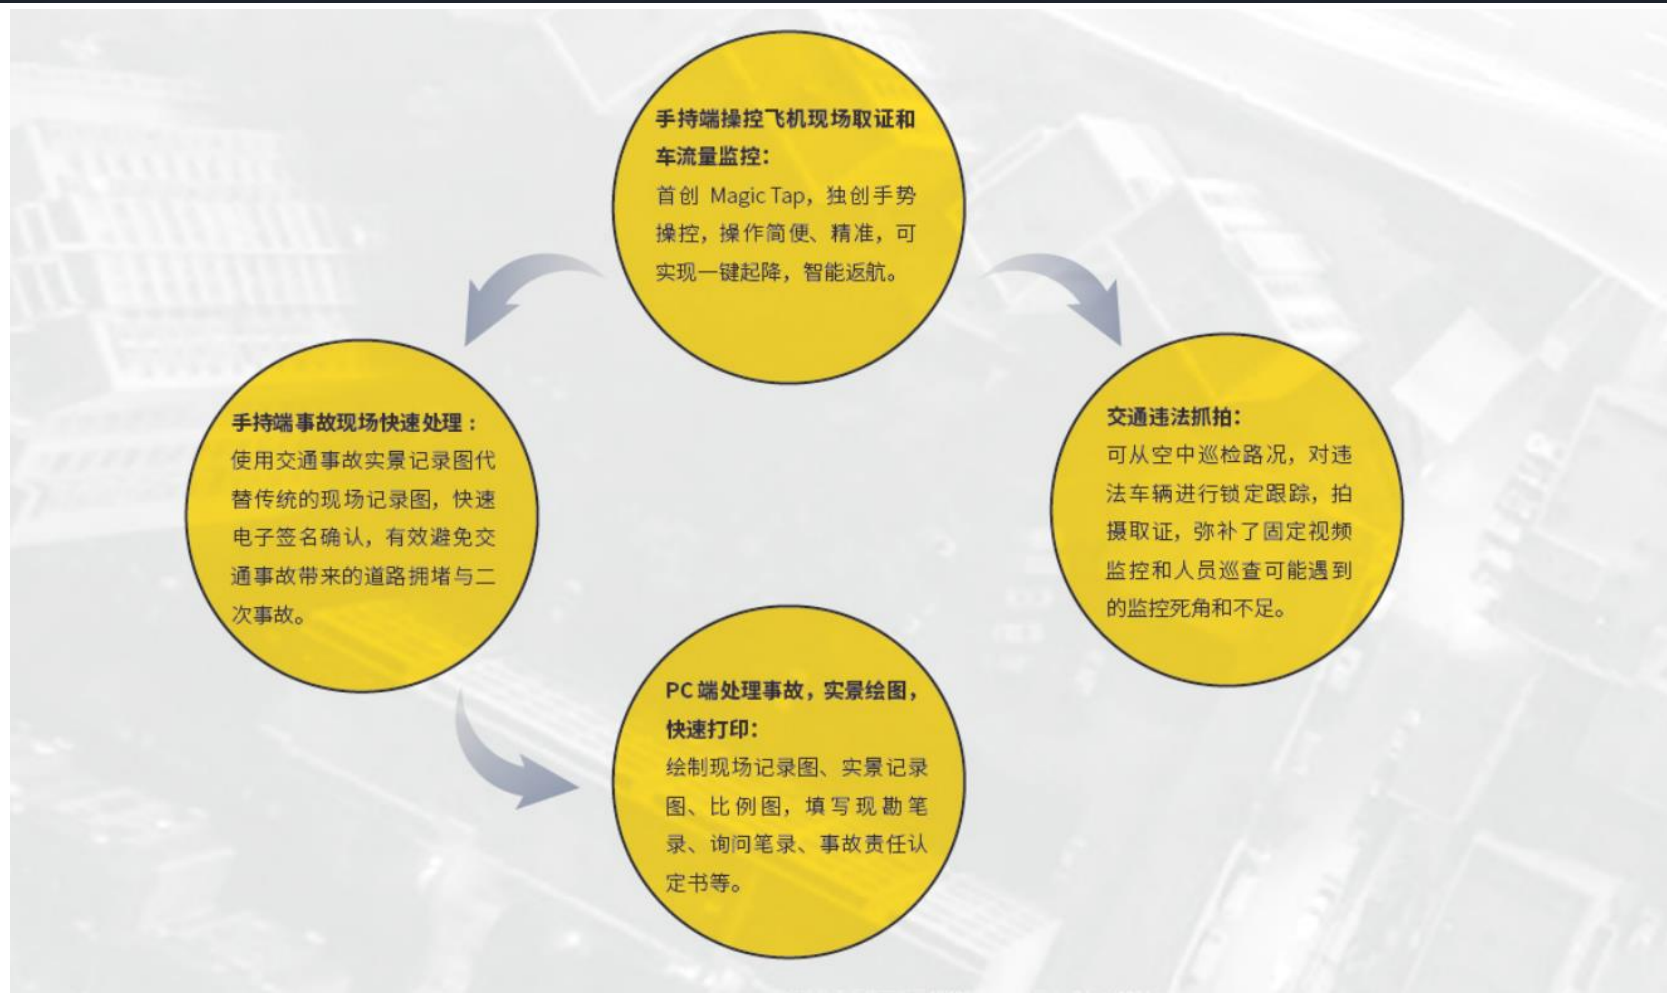 手持端操控飞机现场取证和
车流量监控：
首创 Magic Tap，独创手势
操控，操作简便、精准，可
实现一键起降，智能返航。
手持端事故现场快速处理：
使用交通事故实景记录图代
替传统的现场记录图，快速
电子签名确认，有效避免交
通事故带来的道路拥堵与二
次事故。
交通违法抓拍：
可从空中巡检路况，对违
法车辆进行锁定跟踪，拍
摄取证，弥补了固定视频
监控和人员巡查可能遇到
的监控死角和不足。
PC 端处理事故，实景绘图，
快速打印：
绘制现场记录图、实景记录
图、比例图，填写现勘笔
录、询问笔录、事故责任认
定书等。